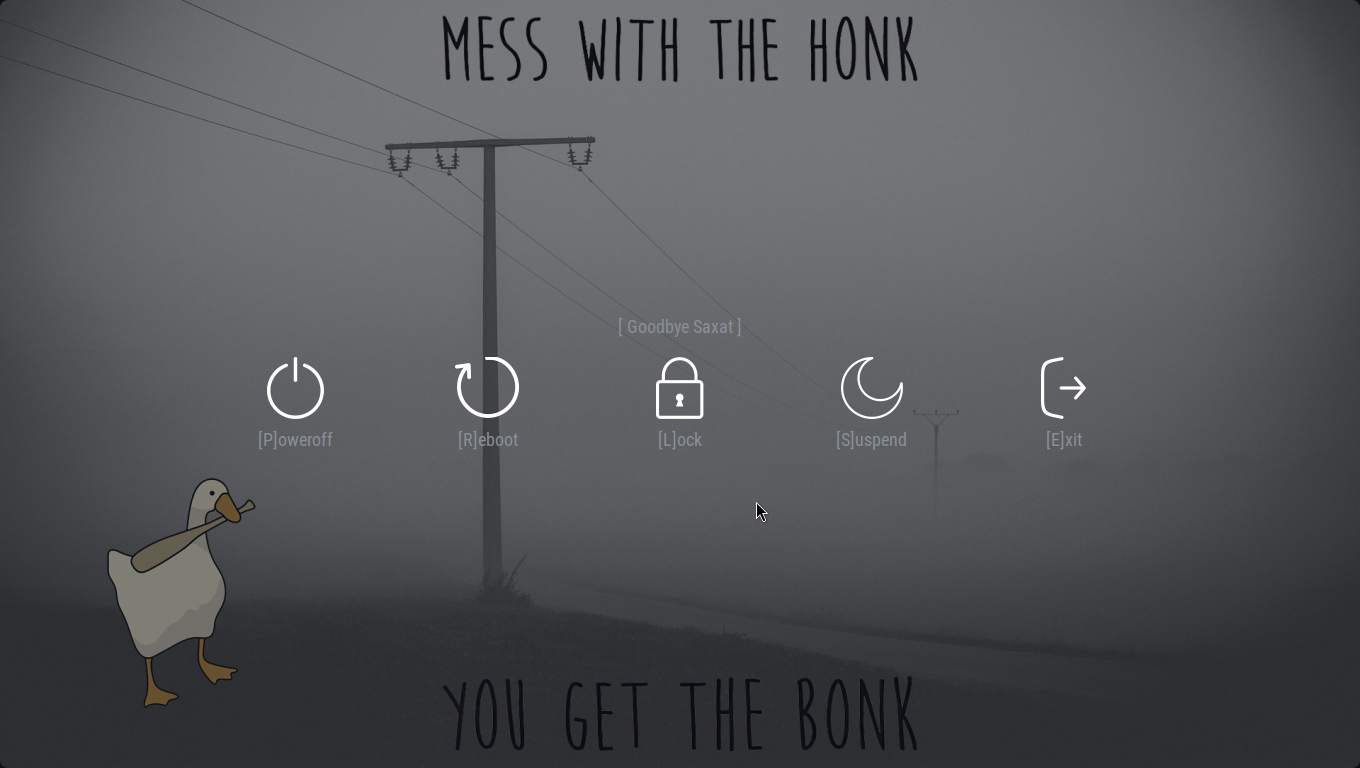 MESS WITH THE HONK
[ Goodbye Saxat ]
[P]oweroff
[R]eboot
[L]ock
[S]uspend
[E]xit
YOU GET THE BONK